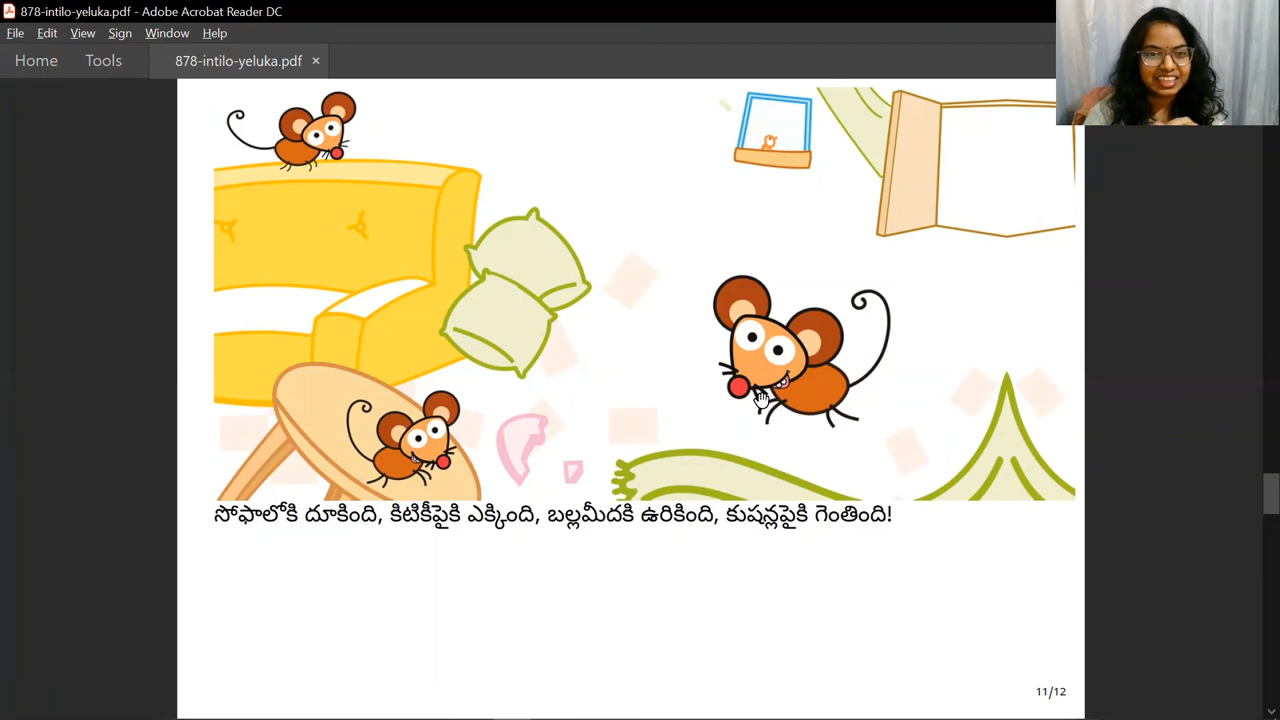 878-intilo-yeluka.pdf - Adobe Acrobat Reader DC
File Edit View Sign Window Help
Home Tools 878-intilo-yeluka.pdf ×
సోఫాలోకి దూకింది, కిటికీపైకి ఎక్కింది, బల్లమీదకి ఉరికింది, కుషన్లపైకి గెంతింది!
11/12